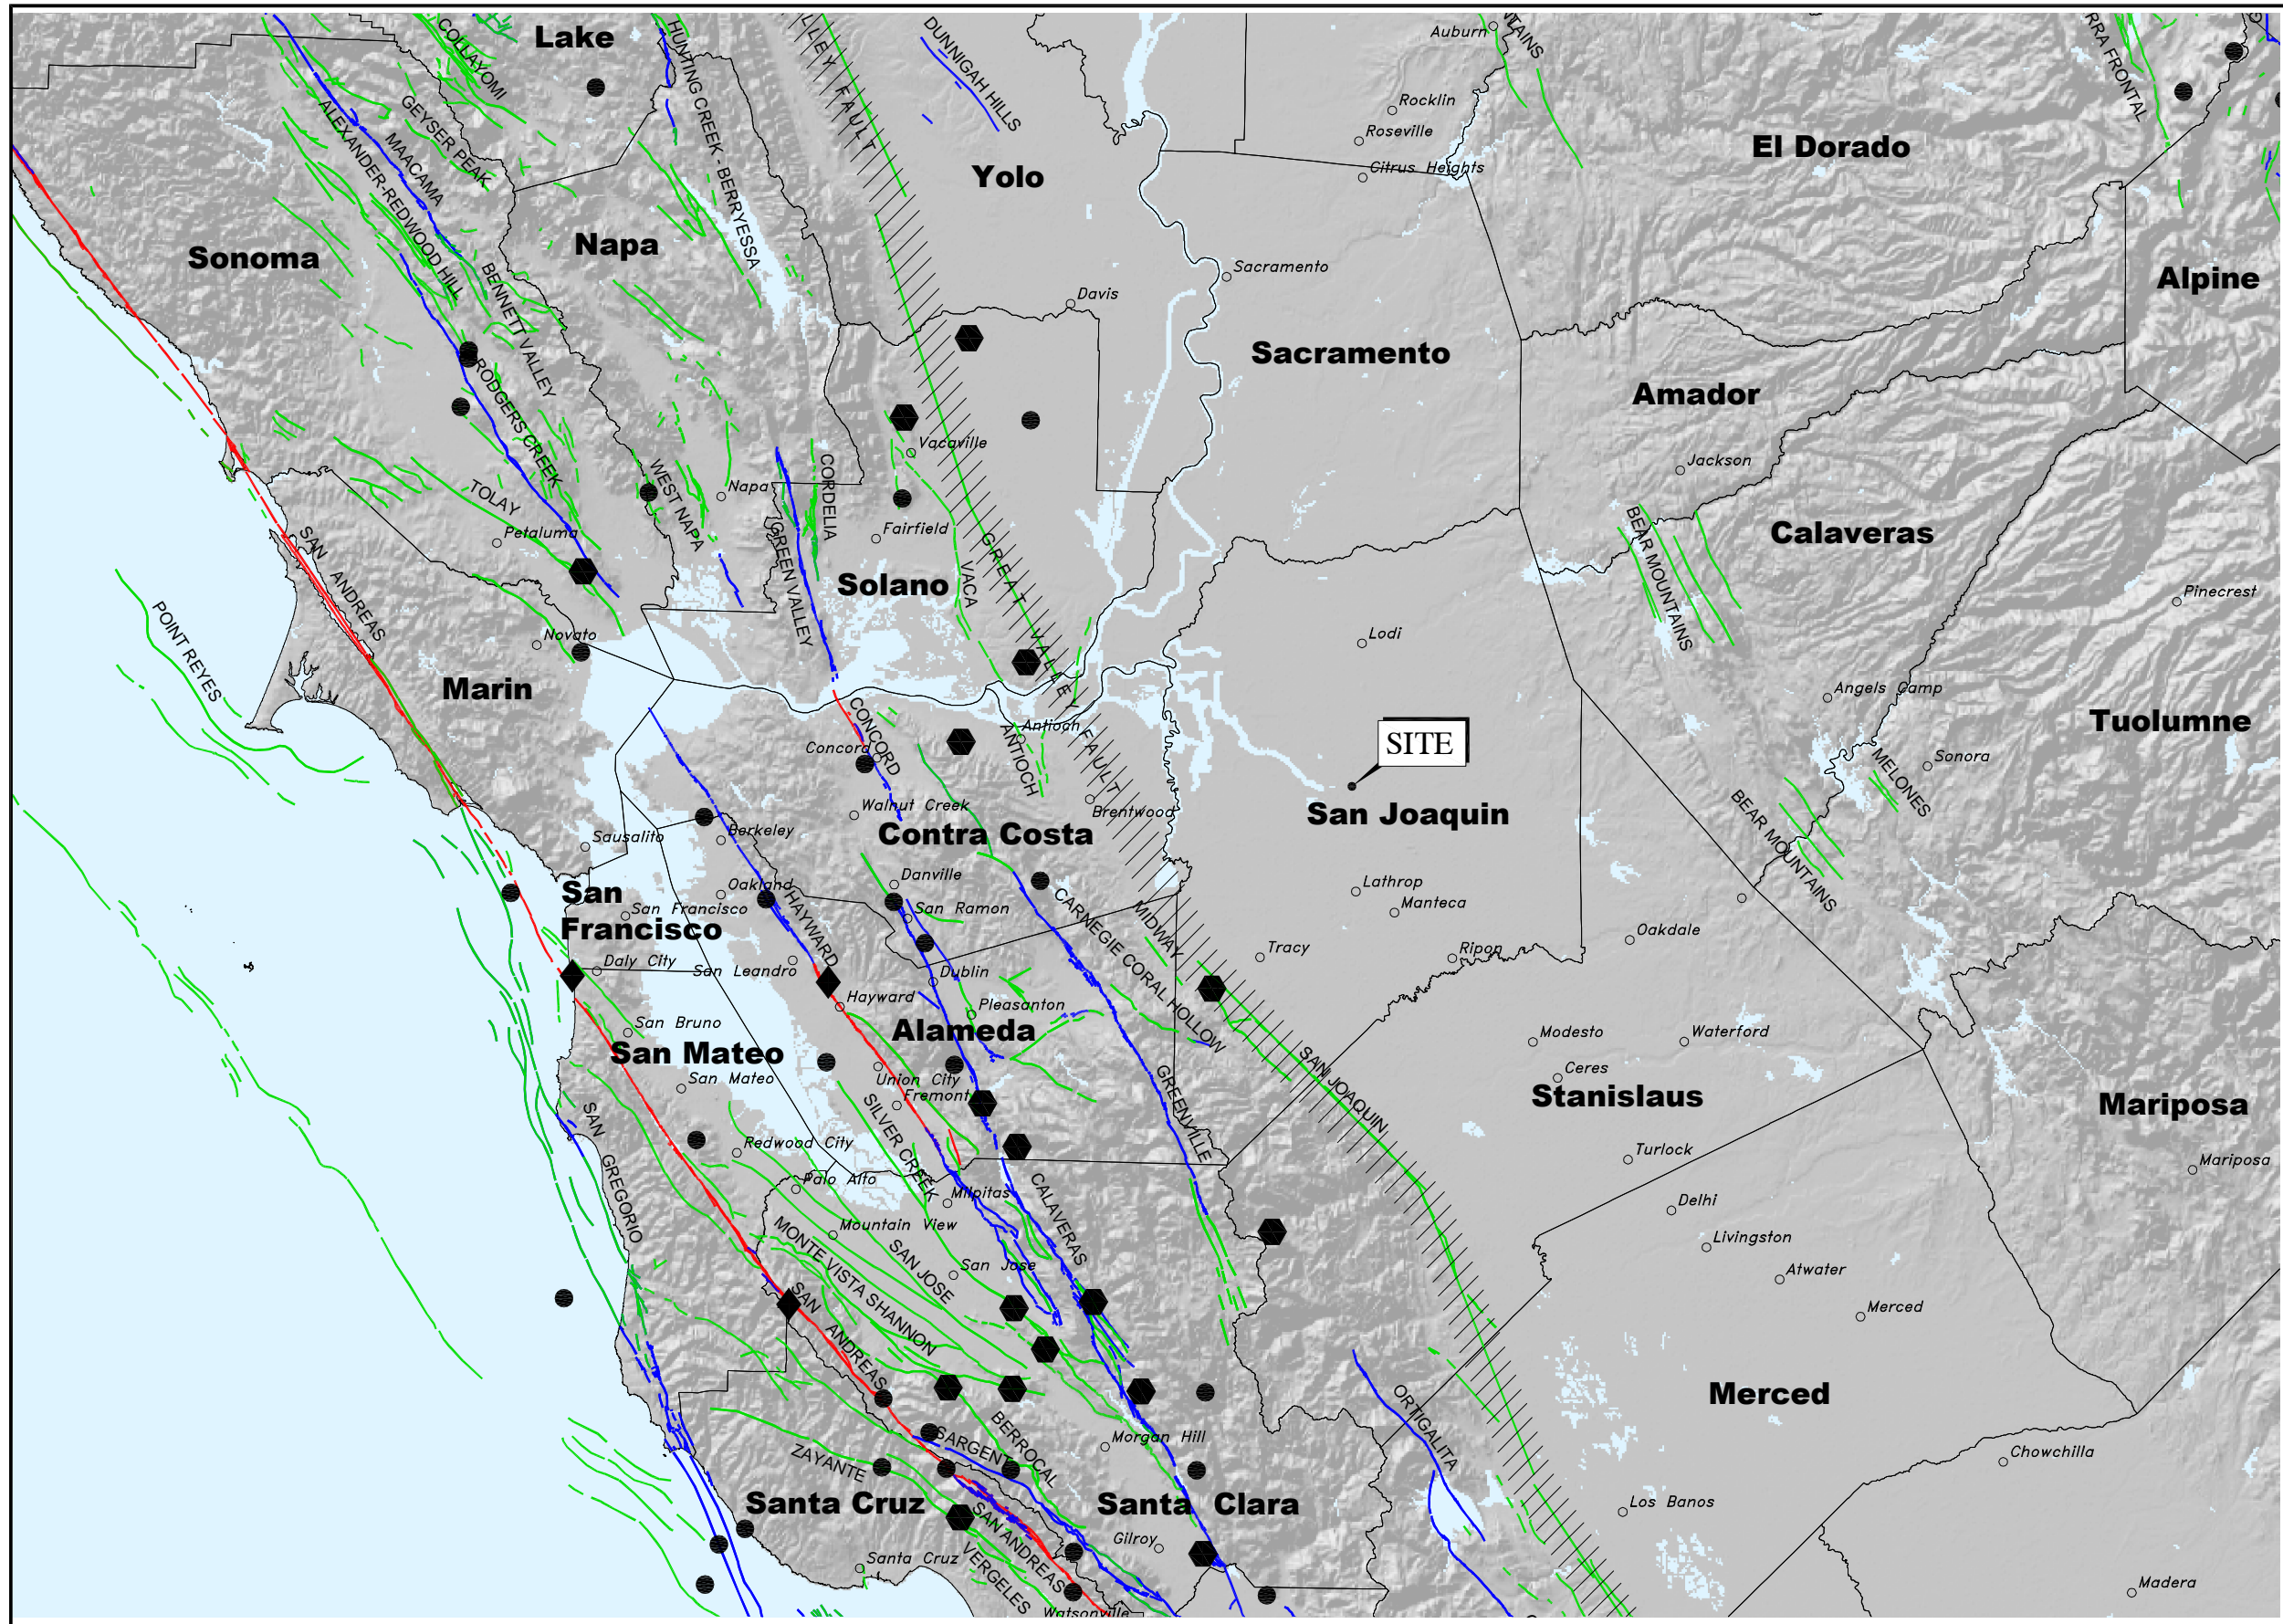 COLLAYOMI
Lake
HUNTING CREEK - BERRYESSA
LLEY FAULT
DUNNIGAH HILLS
Auburn
TAINS
RRA FRONTAL
GEYSER PEAK
MAACAMA
ALEXANDER-REDWOOD HILL
Rocklin
Roseville
Citrus Heights
El Dorado
Yolo
Sonoma
Napa
BENNETT VALLEY
Sacramento
Davis
Alpine
Sacramento
RODGERS CREEK
Amador
Vacaville
CORDELIA
Jackson
TOLAY
WEST NAPA
Napa
Petaluma
GREEN VALLEY
Fairfield
Solano
VACA
GREAT VALLEY FAULT
BEAR MOUNTAINS
Calaveras
Pinecrest
SAN ANDREAS
POINT REYES
Novato
Lodi
Marin
Angels Camp
Tuolumne
CONCORD
Concord
Antioch
ANTIOCH
SITE
Sonora
MELONES
Walnut Creek
Brentwood
San Joaquin
BEAR MOUNTAINS
Sausalito
Berkeley
Contra Costa
Danville
Oakland
HAYWARD
San Ramon
CARNEGIE CORAL HOLLOW
MIDWAY
Lathrop
Manteca
San
Francisco
San Francisco
Oakdale
Daly City
San Leandro
Dublin
Tracy
Ripon
Hayward
Pleasanton
San Bruno
Alameda
Modesto
Waterford
San Mateo
San Mateo
Union City
Fremont
GREENVILLE
SAN JOAQUIN
Ceres
Stanislaus
Mariposa
SAN GREGORIO
SILVER CREEK
Redwood City
Turlock
Mariposa
Palo Alto
Milpitas
CALAVERAS
Delhi
Mountain View
Livingston
MONTE VISTA SHANNON
SAN JOSE
San Jose
Atwater
Merced
SAN ANDREAS
ORTIGALITA
Merced
BERROCAL
SARGENT
Morgan Hill
ZAYANTE
Chowchilla
Santa Cruz
Santa Clara
Los Banos
SAN ANDREAS
VERGELES
Gilroy
Santa Cruz
Madera
Watsonville